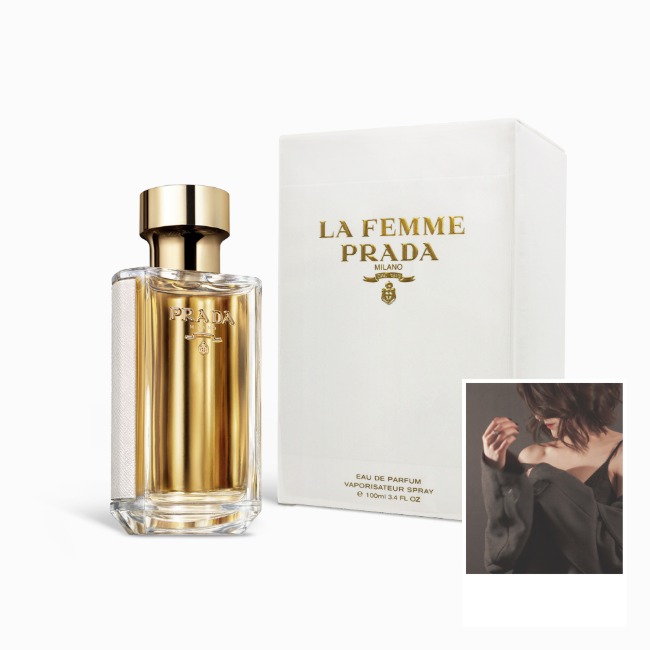 PRADA
LA FEMME
PRADA
MILANO
EAU DE PARFUM
VAPORISATEUR SPRAY
℮ 100ml 3.4 FL OZ